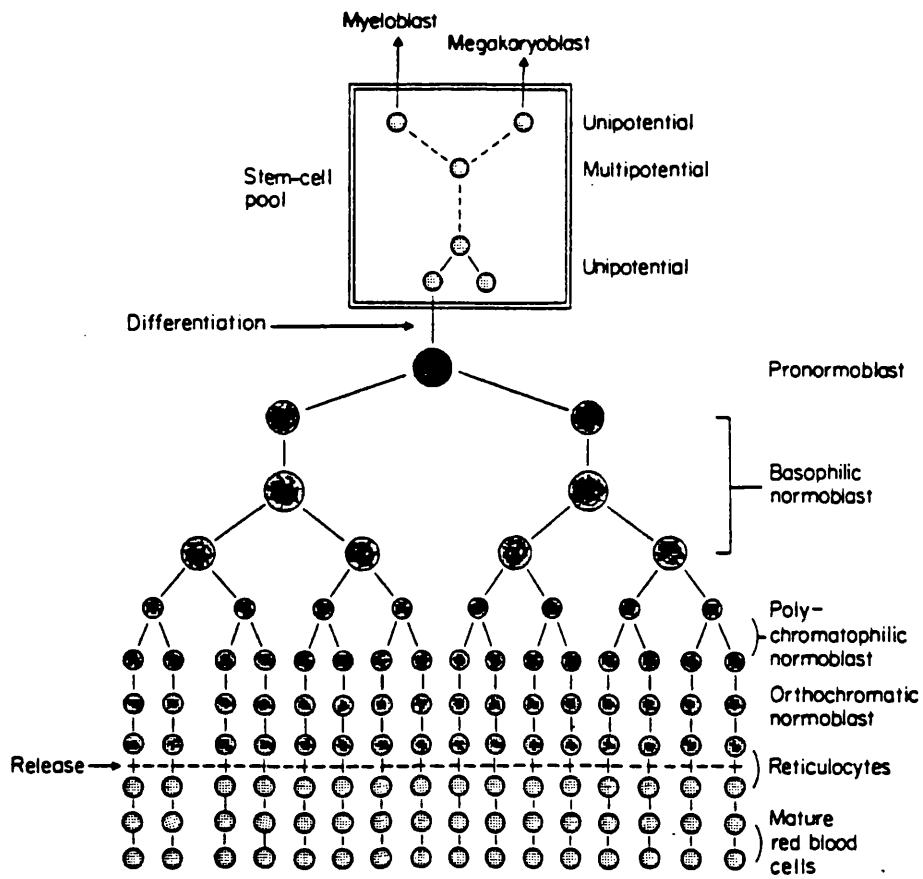 Myeloblast
Megakaryoblast
Unipotential
Multipotential
Stem-cell
pool
Unipotential
Differentiation
Pronormoblast
Basophilic
normoblast
Poly-
chromatophilic
normoblast
Orthochromatic
normoblast
Release
Reticulocytes
Mature
red blood
cells